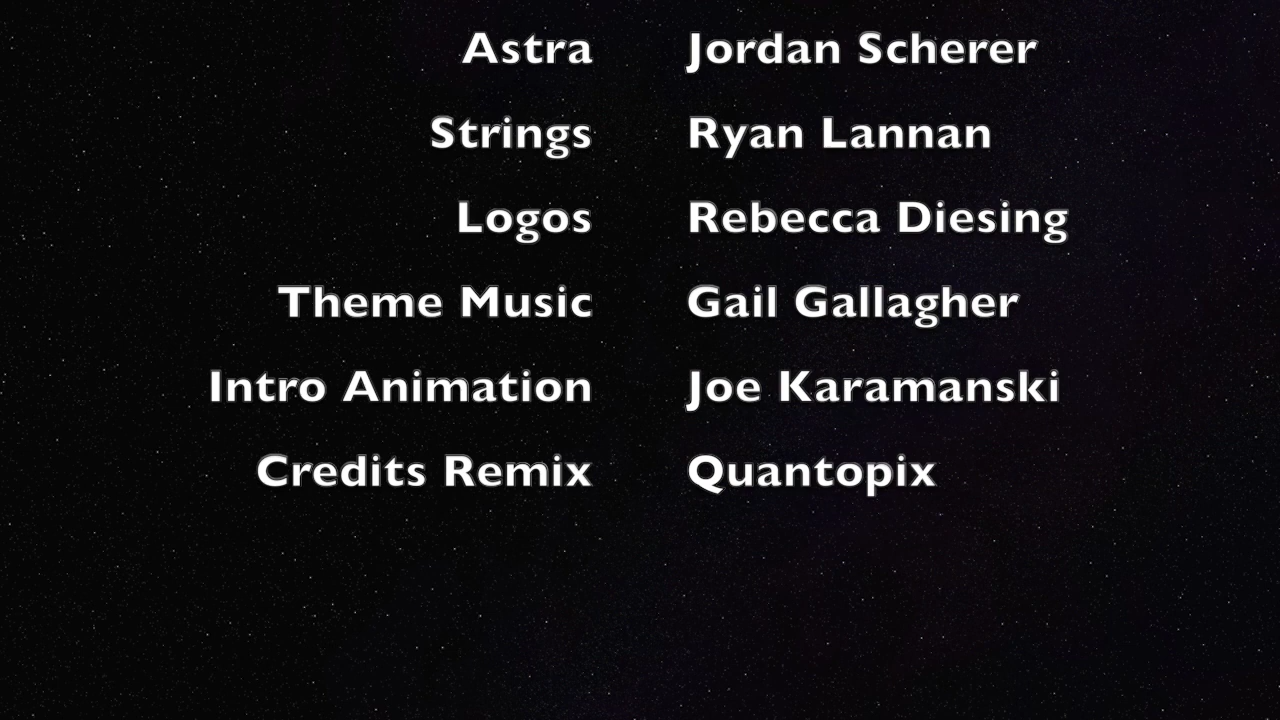 Astra Jordan Scherer
Strings Ryan Lannan
Logos Rebecca Diesing
Theme Music Gail Gallagher
Intro Animation Joe Karamanski
Credits Remix Quantopix